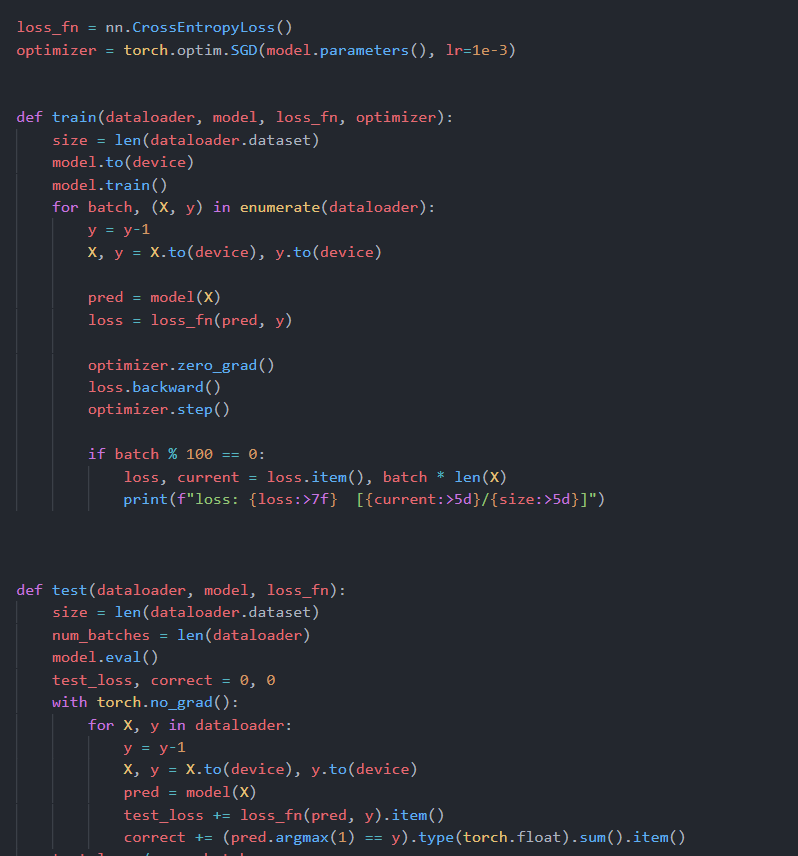 loss_fn = nn.CrossEntropyLoss()
optimizer = torch.optim.SGD(model.parameters(), lr=1e-3)
def train(dataloader, model, loss_fn, optimizer):
    size = len(dataloader.dataset)
    model.to(device)
    model.train()
    for batch, (X, y) in enumerate(dataloader):
        y = y-1
        X, y = X.to(device), y.to(device)
        pred = model(X)
        loss = loss_fn(pred, y)
        optimizer.zero_grad()
        loss.backward()
        optimizer.step()
        if batch % 100 == 0:
            loss, current = loss.item(), batch * len(X)
            print(f"loss: {loss:>7f}  [{current:>5d}/{size:>5d}]")
def test(dataloader, model, loss_fn):
    size = len(dataloader.dataset)
    num_batches = len(dataloader)
    model.eval()
    test_loss, correct = 0, 0
    with torch.no_grad():
        for X, y in dataloader:
            y = y-1
            X, y = X.to(device), y.to(device)
            pred = model(X)
            test_loss += loss_fn(pred, y).item()
            correct += (pred.argmax(1) == y).type(torch.float).sum().item()